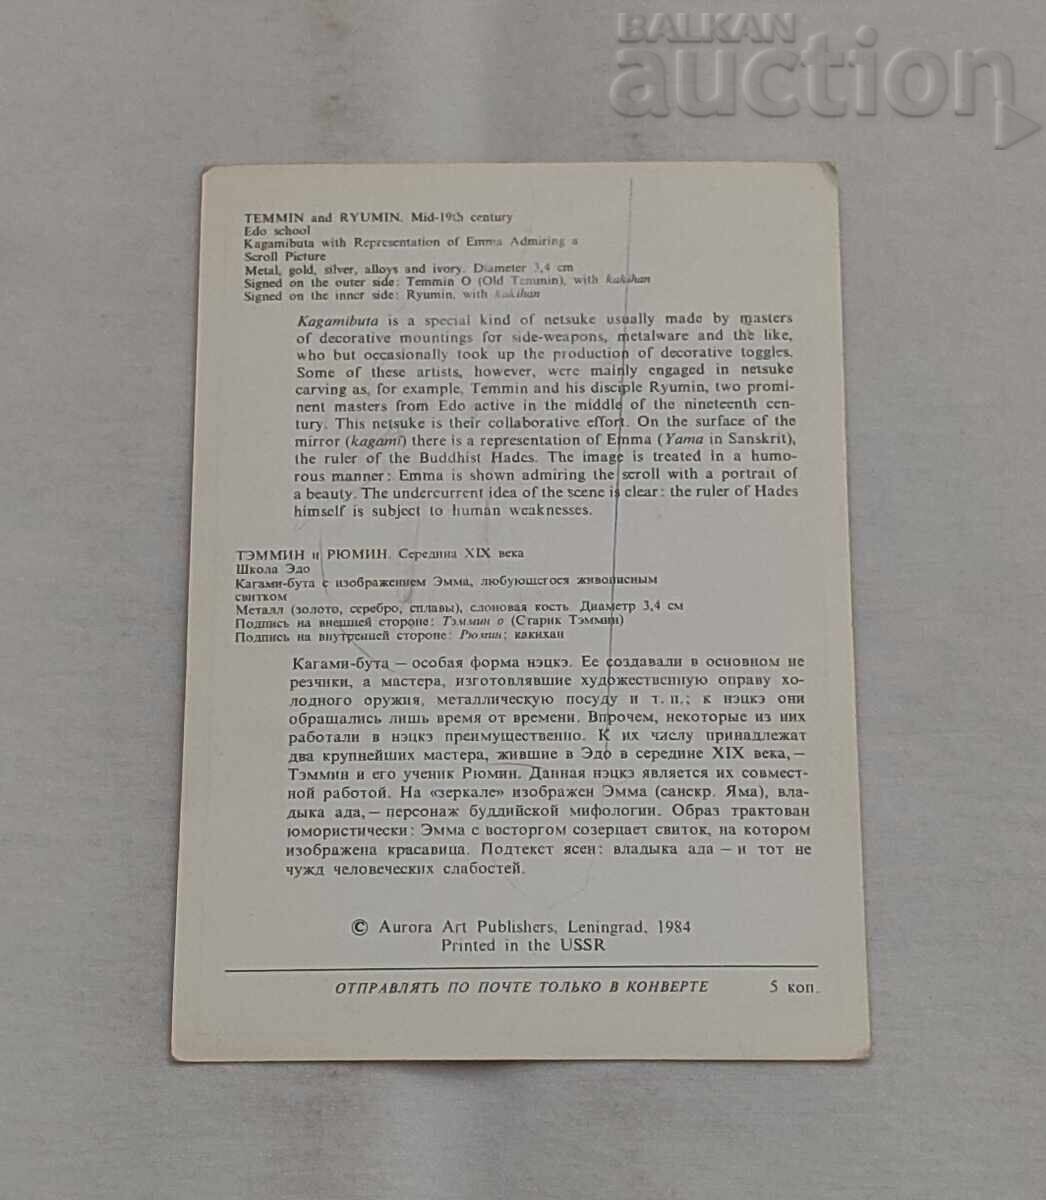 BALKAN
auction
TEMMIN and RYUMIN. Mid-19th century
Edo school
Kagamibuta with Representation of Emma Admiring a
Scroll Picture
Metal, gold, silver, alloys and ivory. Diameter 3,4 cm
Signed on the outer side: Temmin O (Old Temmin), with kakihan
Signed on the inner side: Ryumin, with kakihan
Kagamibuta is a special kind of netsuke usually made by masters
of decorative mountings for side-weapons, metalware and the like,
who but occasionally took up the production of decorative toggles.
Some of these artists, however, were mainly engaged in netsuke
carving as, for example, Temmin and his disciple Ryumin, two promi-
nent masters from Edo active in the middle of the nineteenth cen-
tury. This netsuke is their collaborative effort. On the surface of the
mirror (kagami) there is a representation of Emma (Yama in Sanskrit),
the ruler of the Buddhist Hades. The image is treated in a humo-
rous manner: Emma is shown admiring the scroll with a portrait of
a beauty. The undercurrent idea of the scene is clear: the ruler of Hades
himself is subject to human weaknesses.
ТЭММИН и РЮМИН. Середина XIX века
Школа Эдо
Кагами-бута с изображением Эмма, любующегося живописным
свитком
Металл (золото, серебро, сплавы), слоновая кость. Диаметр 3,4 см
Подпись на внешней стороне: Тэммин о (Старик Тэммин)
Подпись на внутренней стороне: Рюмин; какихан
Кагами-бута — особая форма нэцкэ. Ее создавали в основном не
резчики, а мастера, изготовлявшие художественную оправу хо-
лодного оружия, металлическую посуду и т. п.; к нэцкэ они
обращались лишь время от времени. Впрочем, некоторые из них
работали в нэцкэ преимущественно. К их числу принадлежат
два крупнейших мастера, жившие в Эдо в середине XIX века,—
Тэммин и его ученик Рюмин. Данная нэцкэ является их совмест-
ной работой. На «зеркале» изображен Эмма (санскр. Яма), вла-
дыка ада,— персонаж буддийской мифологии. Образ трактован
юмористически: Эмма с восторгом созерцает свиток, на котором
изображена красавица. Подтекст ясен: владыка ада — и тот не
чужд человеческих слабостей.
© Aurora Art Publishers, Leningrad, 1984
Printed in the USSR
ОТПРАВЛЯТЬ ПО ПОЧТЕ ТОЛЬКО В КОНВЕРТЕ 5 коп.